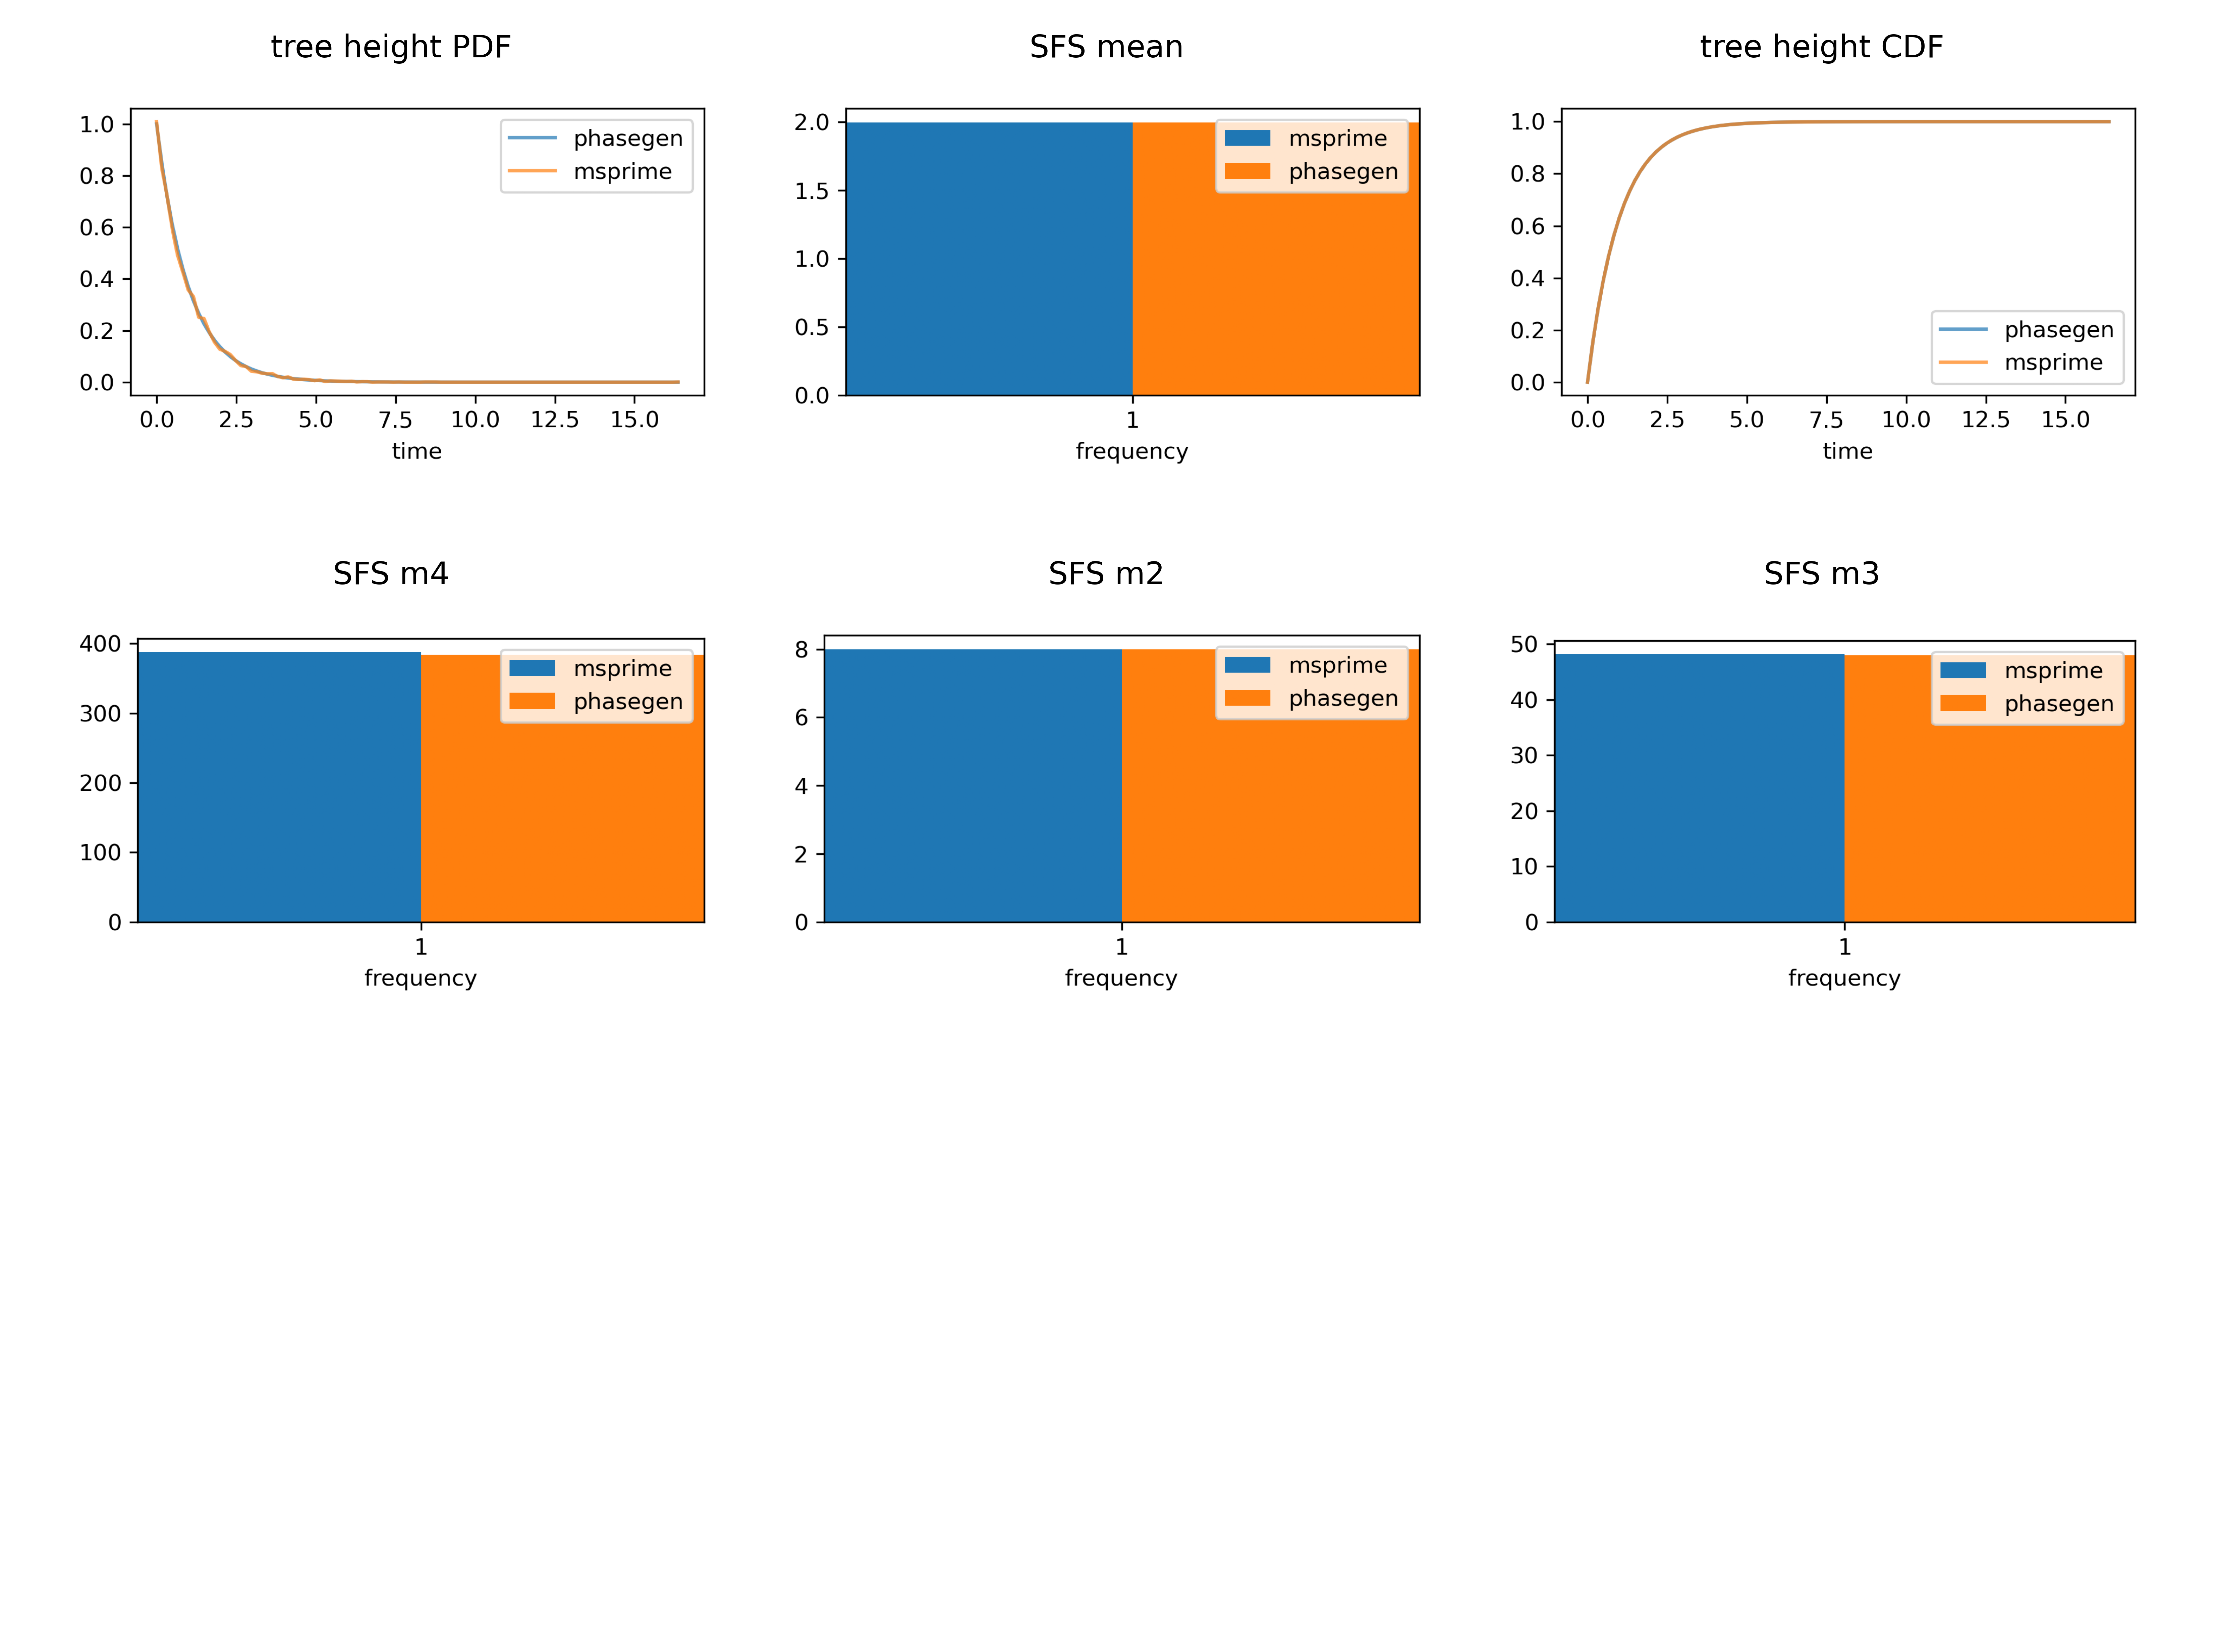 tree height PDF
1.0
0.8
0.6
0.4
0.2
0.0
phasegen
msprime
0.0 2.5 5.0 7.5 10.0 12.5 15.0
time
SFS mean
2.0
1.5
1.0
0.5
0.0
msprime
phasegen
1
frequency
tree height CDF
1.0
0.8
0.6
0.4
0.2
0.0
phasegen
msprime
0.0 2.5 5.0 7.5 10.0 12.5 15.0
time
SFS m4
400
300
200
100
0
msprime
phasegen
1
frequency
SFS m2
8
6
4
2
0
msprime
phasegen
1
frequency
SFS m3
50
40
30
20
10
0
msprime
phasegen
1
frequency